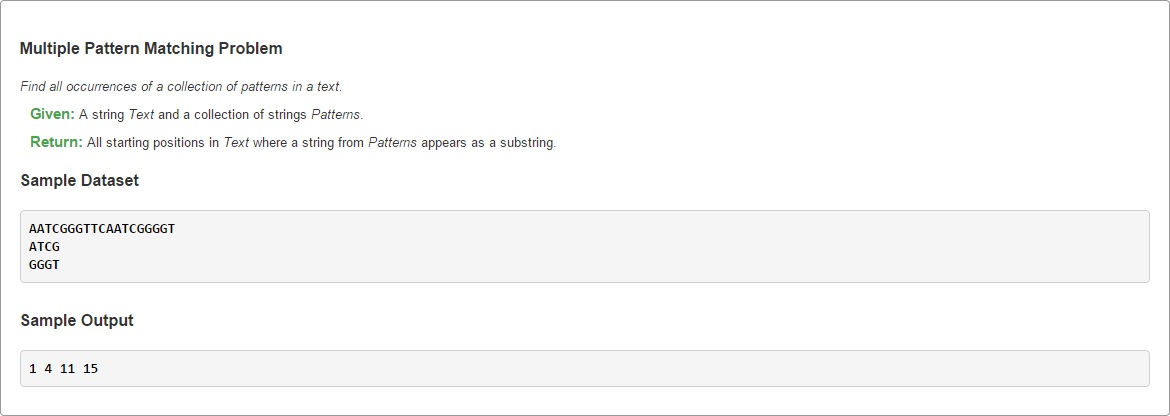 Multiple Pattern Matching Problem
Find all occurrences of a collection of patterns in a text.
Given: A string Text and a collection of strings Patterns.
Return: All starting positions in Text where a string from Patterns appears as a substring.
Sample Dataset
AATCGGGTTCAATCGGGGT
ATCG
GGGT
Sample Output
1 4 11 15